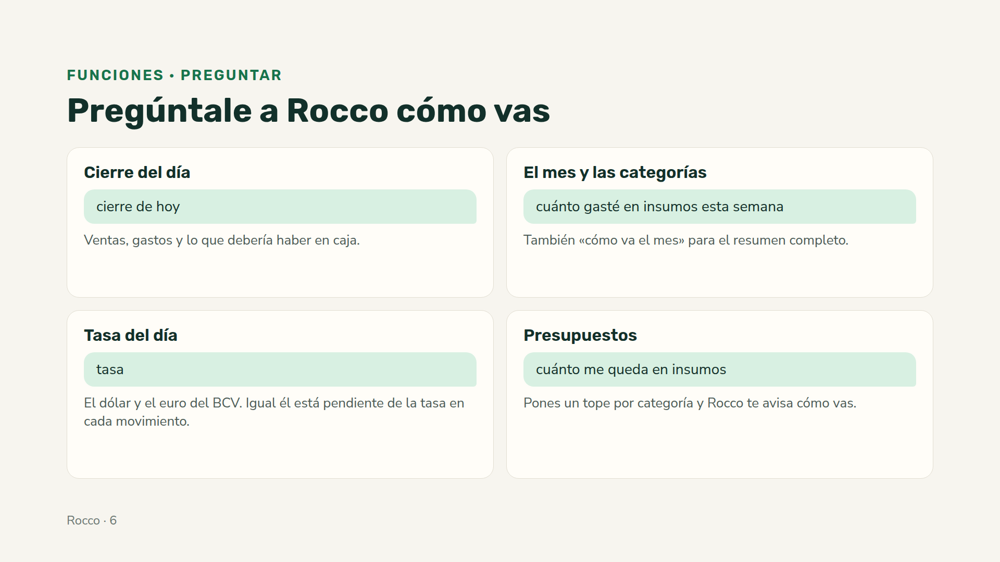 FUNCIONES • PREGUNTAR
Pregúntale a Rocco cómo vas
Cierre del día
cierre de hoy
Ventas, gastos y lo que debería haber en caja.
El mes y las categorías
cuánto gasté en insumos esta semana
También «cómo va el mes» para el resumen completo.
Tasa del día
tasa
El dólar y el euro del BCV. Igual él está pendiente de la tasa en
cada movimiento.
Presupuestos
cuánto me queda en insumos
Pones un tope por categoría y Rocco te avisa cómo vas.
Rocco · 6